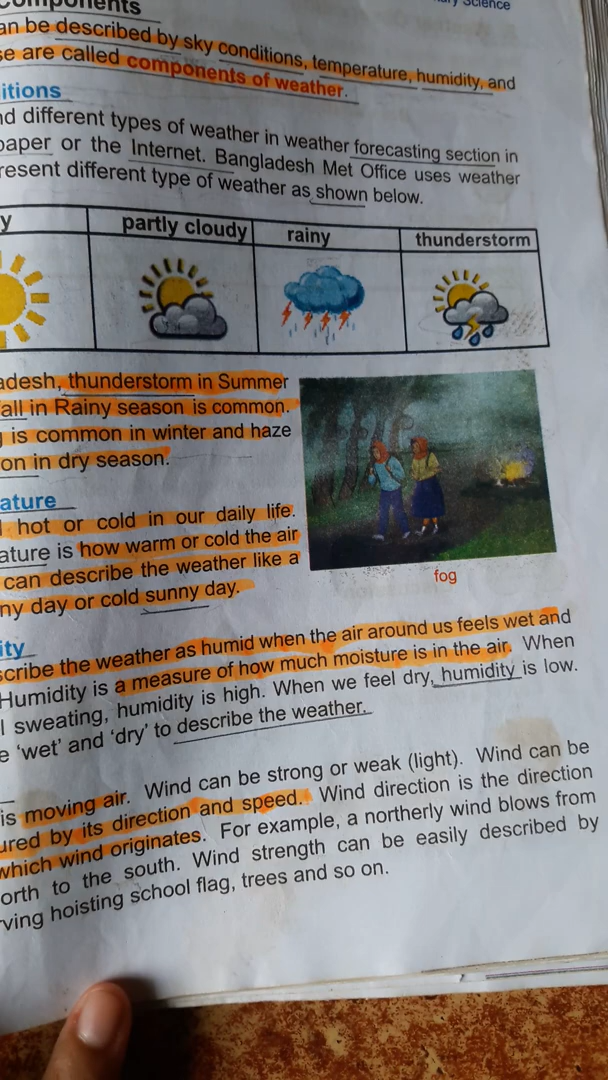 Components
ary Science
an be described by sky conditions, temperature, humidity, and
se are called components of weather.
itions
nd different types of weather in weather forecasting section in
paper or the Internet. Bangladesh Met Office uses weather
resent different type of weather as shown below.
y partly cloudy rainy thunderstorm
adesh, thunderstorm in Summer
all in Rainy season is common.
g is common in winter and haze
on in dry season.
ature
l hot or cold in our daily life.
ature is how warm or cold the air
can describe the weather like a
ny day or cold sunny day.
fog
ity
scribe the weather as humid when the air around us feels wet and
Humidity is a measure of how much moisture is in the air. When
l sweating, humidity is high. When we feel dry, humidity is low.
e 'wet' and 'dry' to describe the weather.
is moving air. Wind can be strong or weak (light). Wind can be
ured by its direction and speed. Wind direction is the direction
which wind originates. For example, a northerly wind blows from
orth to the south. Wind strength can be easily described by
rving hoisting school flag, trees and so on.